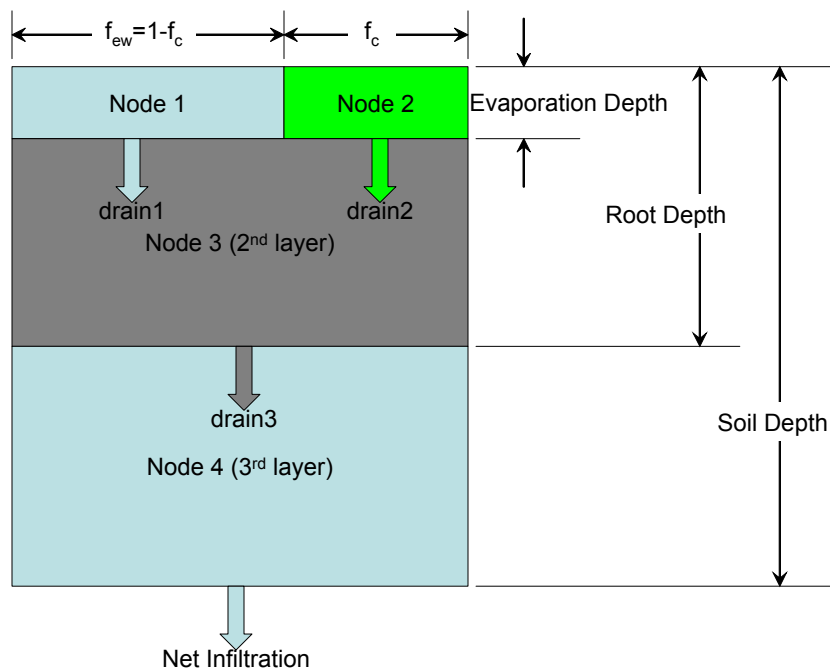 f_ew=1-f_c
f_c
Node 1
Node 2
Evaporation Depth
drain1
drain2
Root Depth
Node 3 (2nd layer)
drain3
Soil Depth
Node 4 (3rd layer)
Net Infiltration